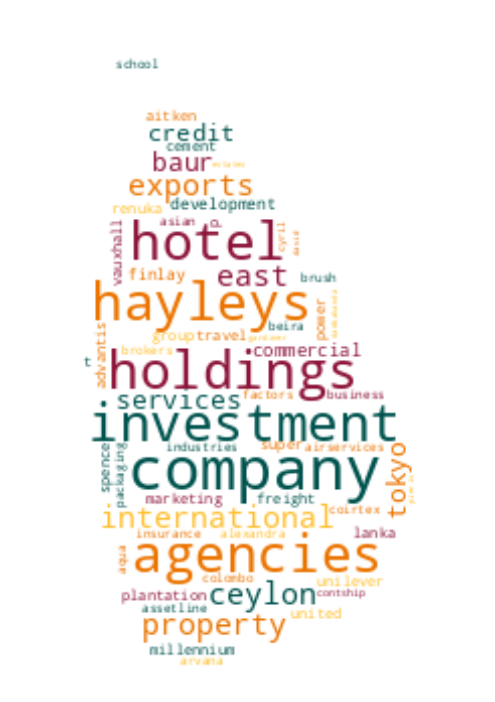 school
aitken
credit
cement
baur
estates
exports
development
renuka
asian
vauxhall
hotel
cyril
finlay
east
brush
hayleys
power
beira
group travel
advantis
brokers
commercial
t
holdings
services
factors
business
investment
industries
super
airservices
spence
packaging
company
tokyo
marketing
freight
international
coirtex
insurance
alexandra
lanka
aqua
agencies
colombo
unilever
plantation
ceylon
contship
assetline
united
property
millennium
arvana